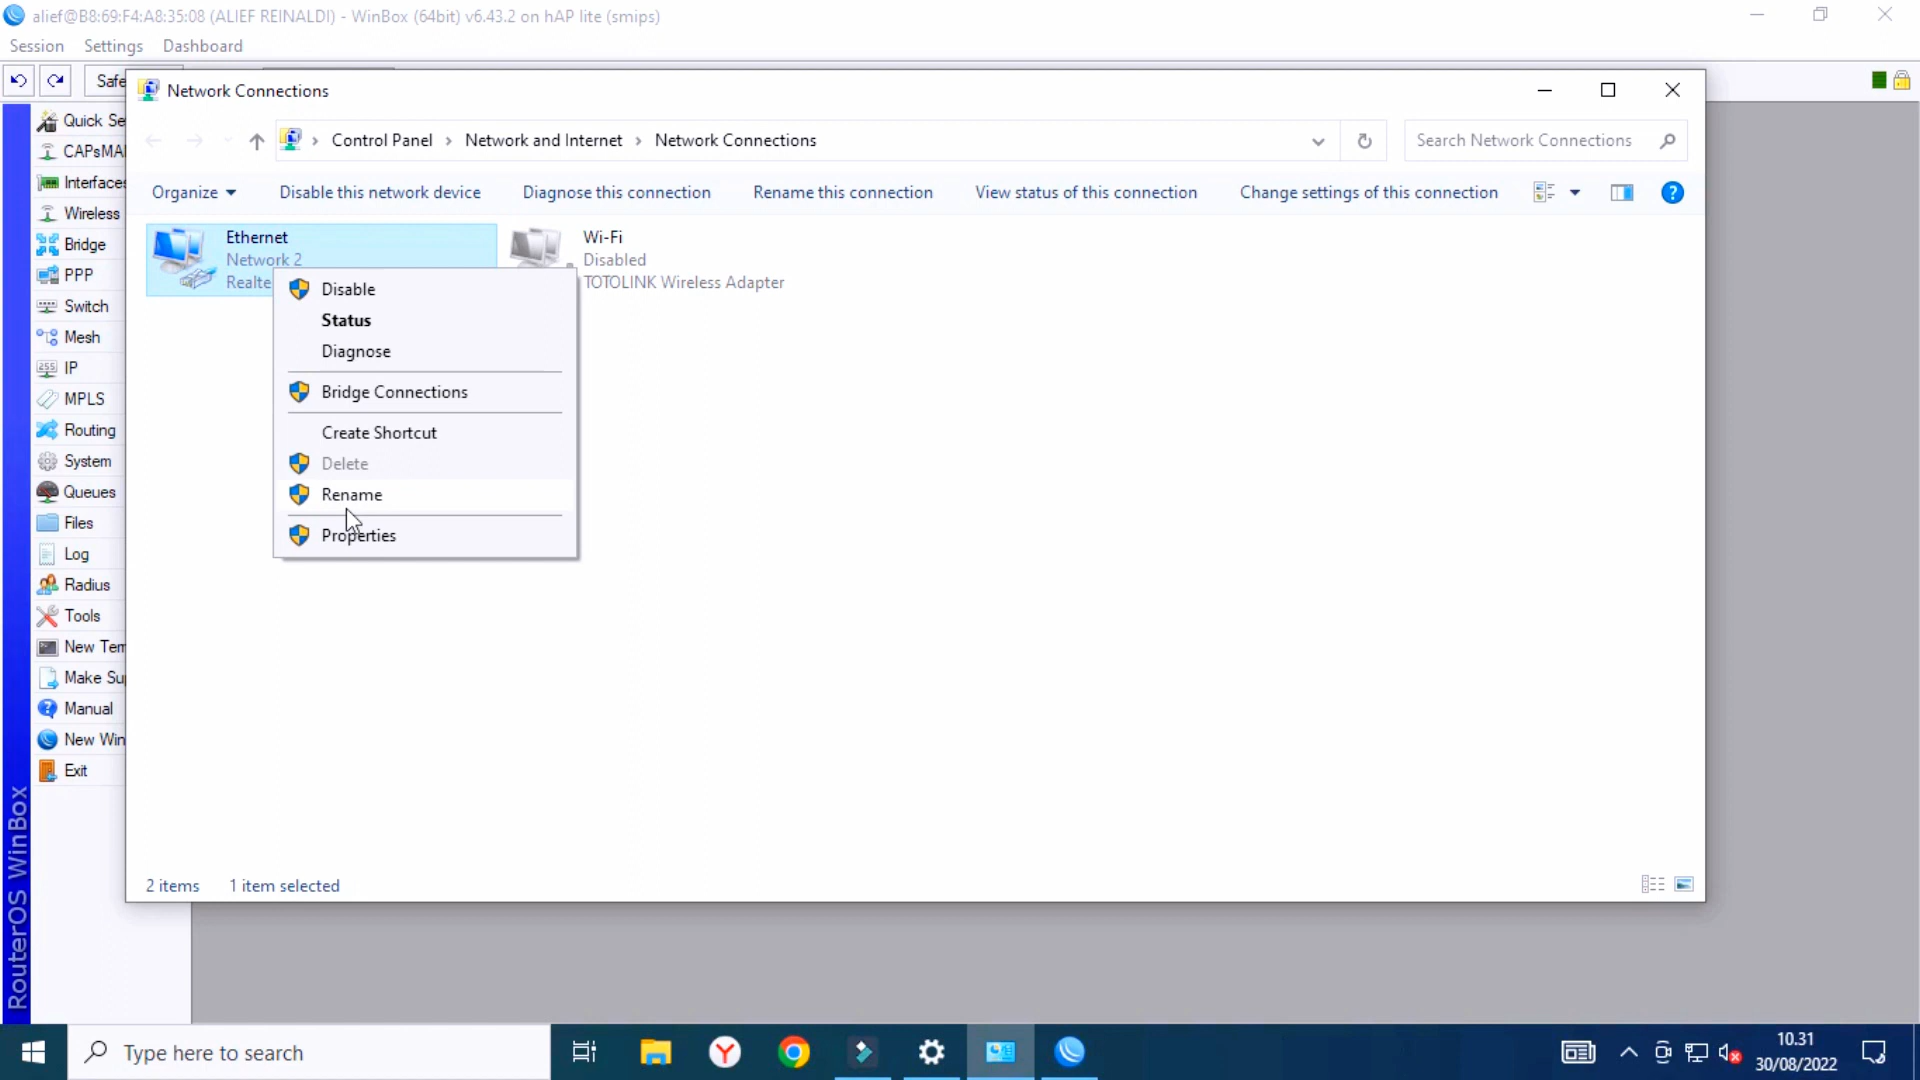 alief@B8:69:F4:A8:35:08 (ALIEF REINALDI) - WinBox (64bit) v6.43.2 on hAP lite (smips)
Session Settings Dashboard
Safe
Network Connections
Control Panel > Network and Internet > Network Connections
Search Network Connections
Organize Disable this network device Diagnose this connection Rename this connection View status of this connection Change settings of this connection
Ethernet
Network 2
Realte
Wi-Fi
Disabled
TOTOLINK Wireless Adapter
Disable
Status
Diagnose
Bridge Connections
Create Shortcut
Delete
Rename
Properties
Quick Se
CAPsMA
Interfaces
Wireless
Bridge
PPP
Switch
Mesh
255 IP
MPLS
Routing
System
Queues
Files
Log
Radius
Tools
New Ter
Make Su
Manual
New Win
Exit
RouterOS WinBox
2 items 1 item selected
Type here to search
10.31
30/08/2022